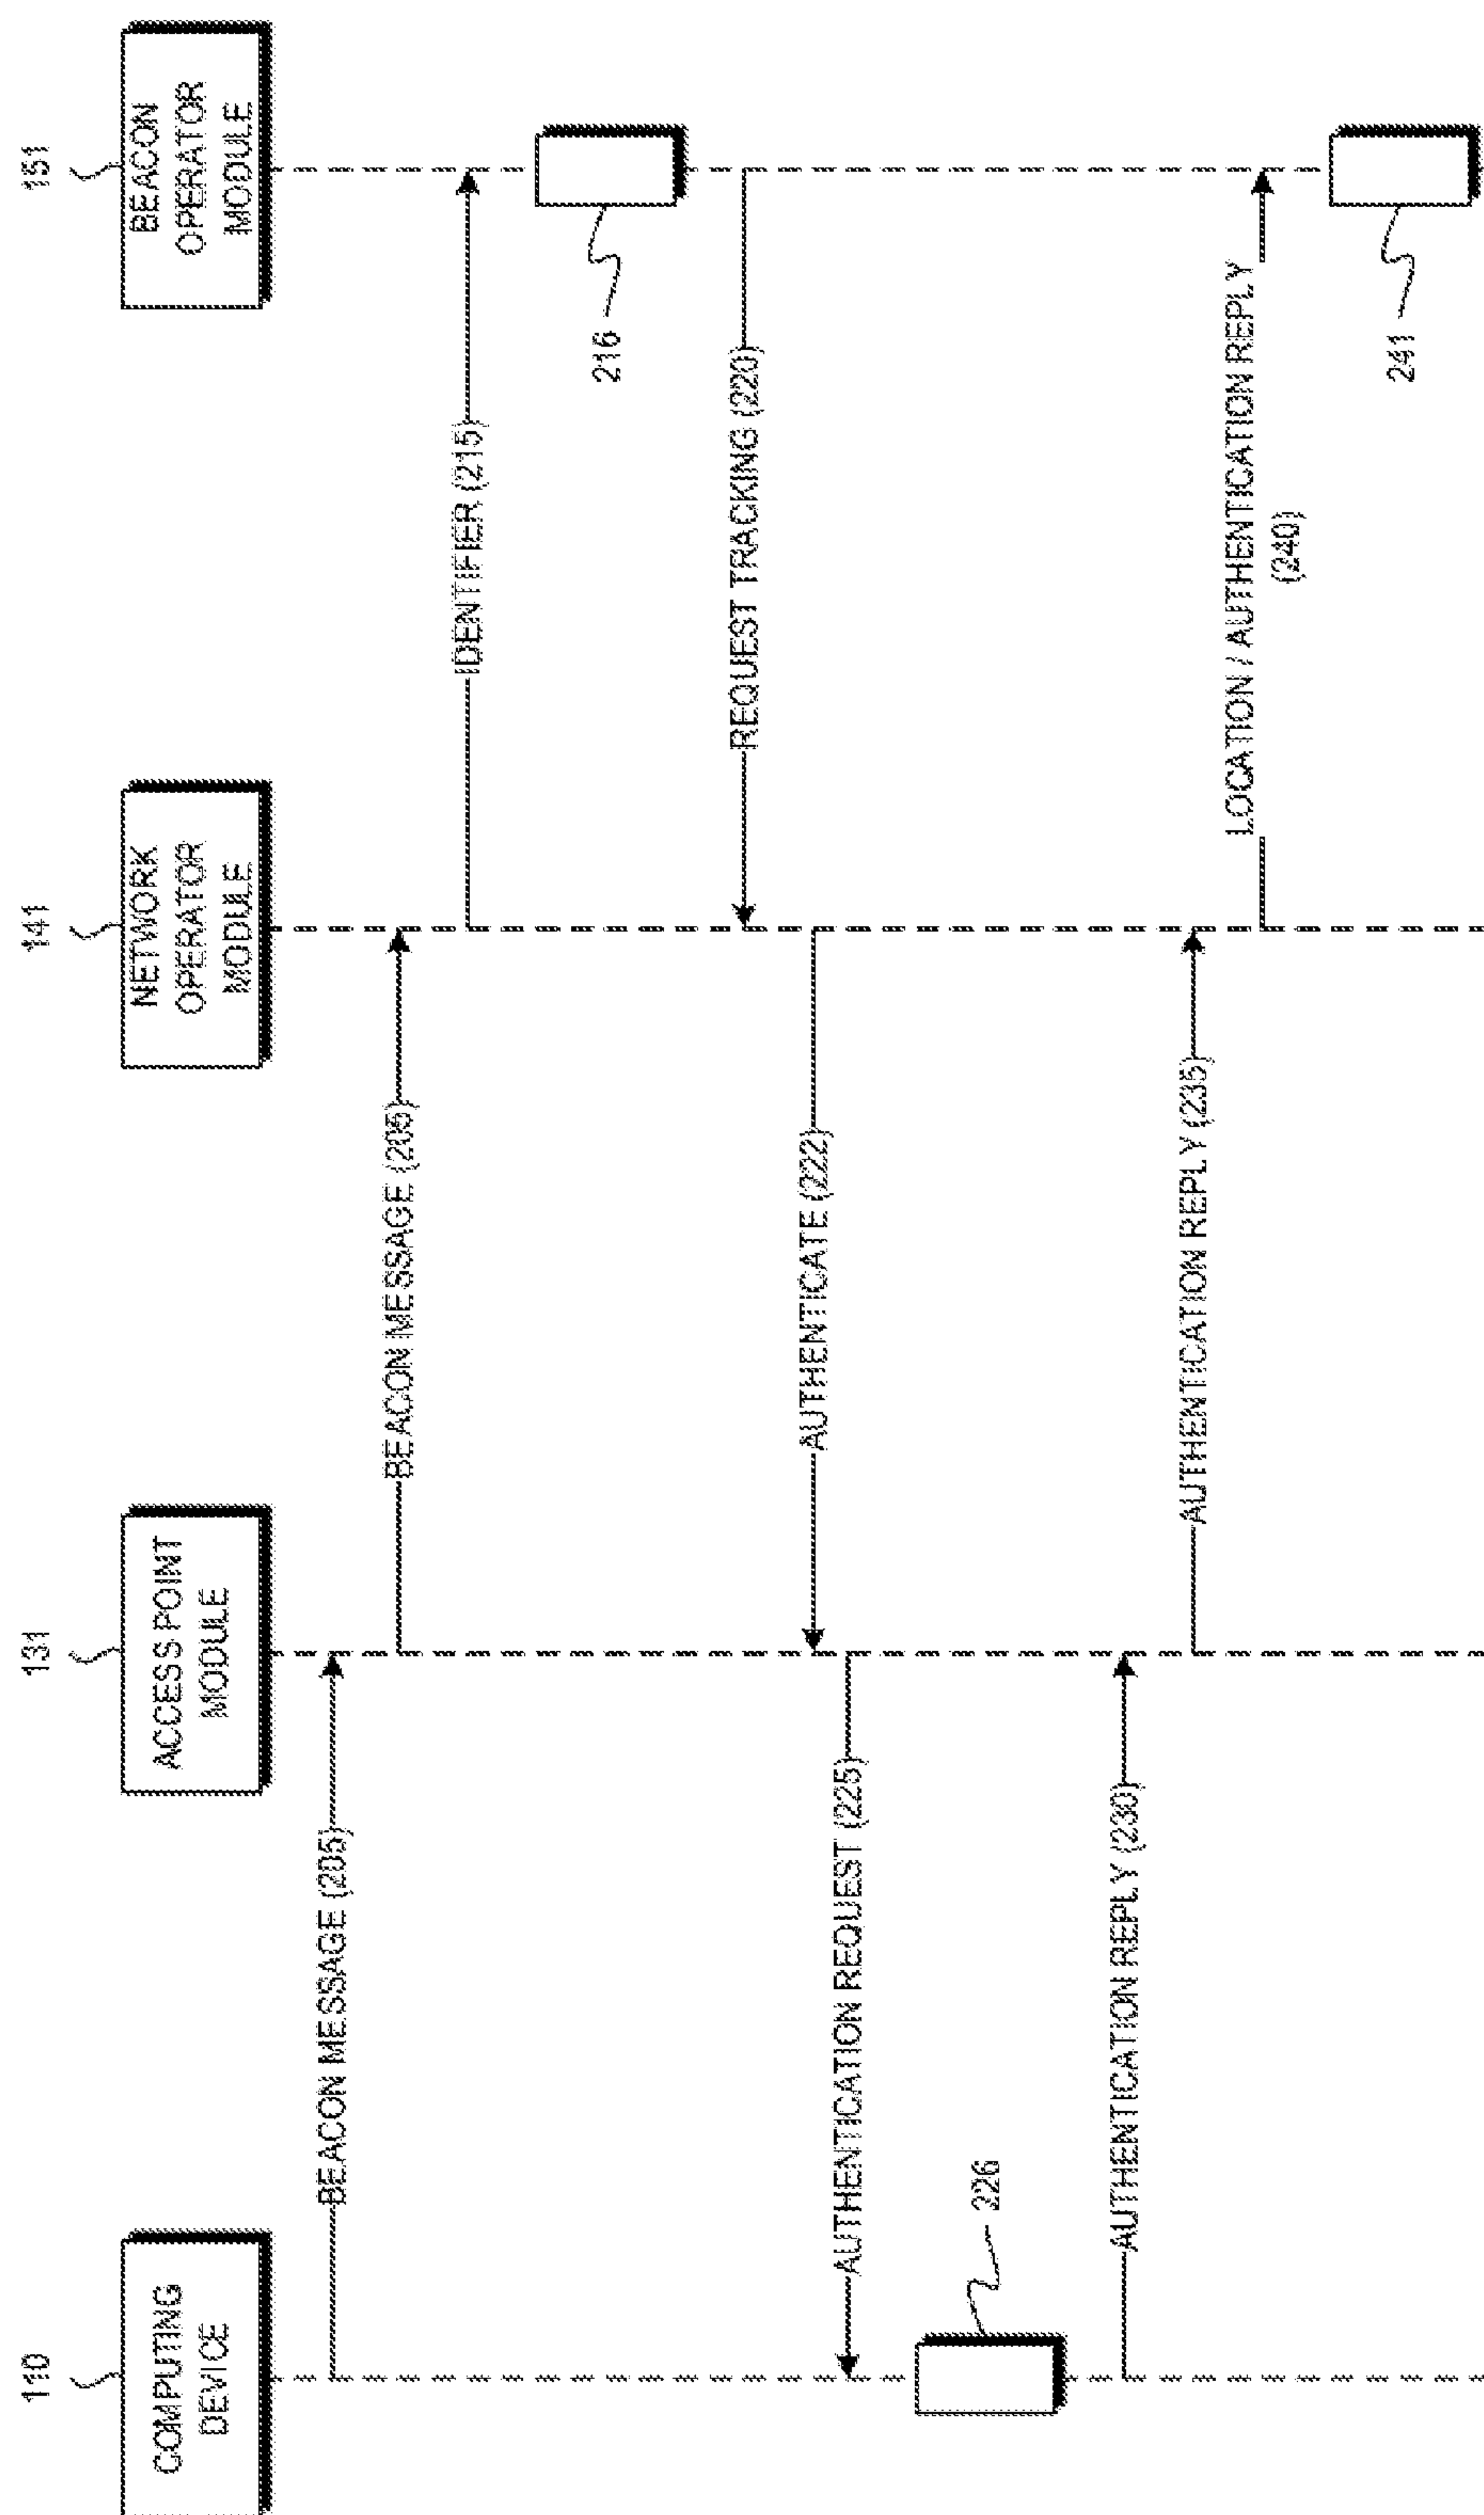 110
131
141
151
COMPUTING
DEVICE
ACCESS POINT
MODULE
NETWORK
OPERATOR
MODULE
BEACON
OPERATOR
MODULE
BEACON MESSAGE (205)
BEACON MESSAGE (205)
IDENTIFIER (215)
216
REQUEST TRACKING (220)
AUTHENTICATE (222)
AUTHENTICATION REQUEST (225)
226
AUTHENTICATION REPLY (230)
AUTHENTICATION REPLY (235)
LOCATION / AUTHENTICATION REPLY
(240)
241